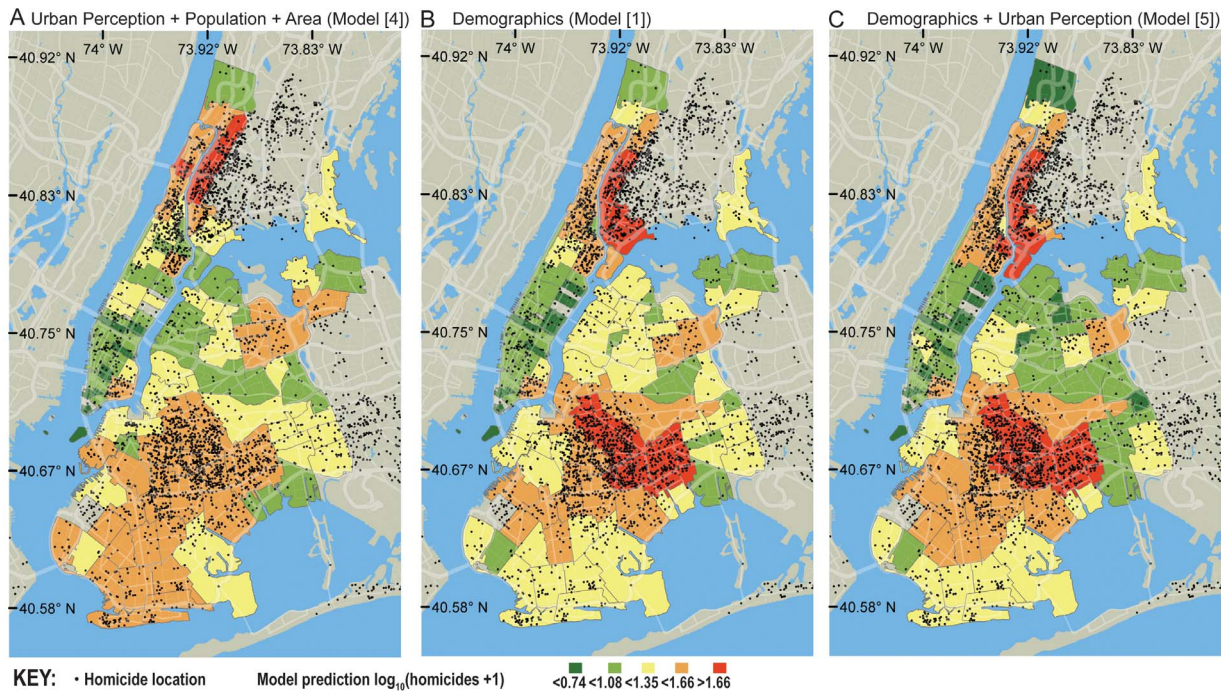 A Urban Perception + Population + Area (Model [4])
B Demographics (Model [1])
C Demographics + Urban Perception (Model [5])
74° W 73.92° W 73.83° W
74° W 73.92° W 73.83° W
74° W 73.92° W 73.83° W
40.92° N
40.92° N
40.92° N
40.83° N
40.83° N
40.83° N
40.75° N
40.75° N
40.75° N
40.67° N
40.67° N
40.67° N
40.58° N
40.58° N
40.58° N
KEY: • Homicide location Model prediction log10(homicides +1) <0.74 <1.08 <1.35 <1.66 >1.66